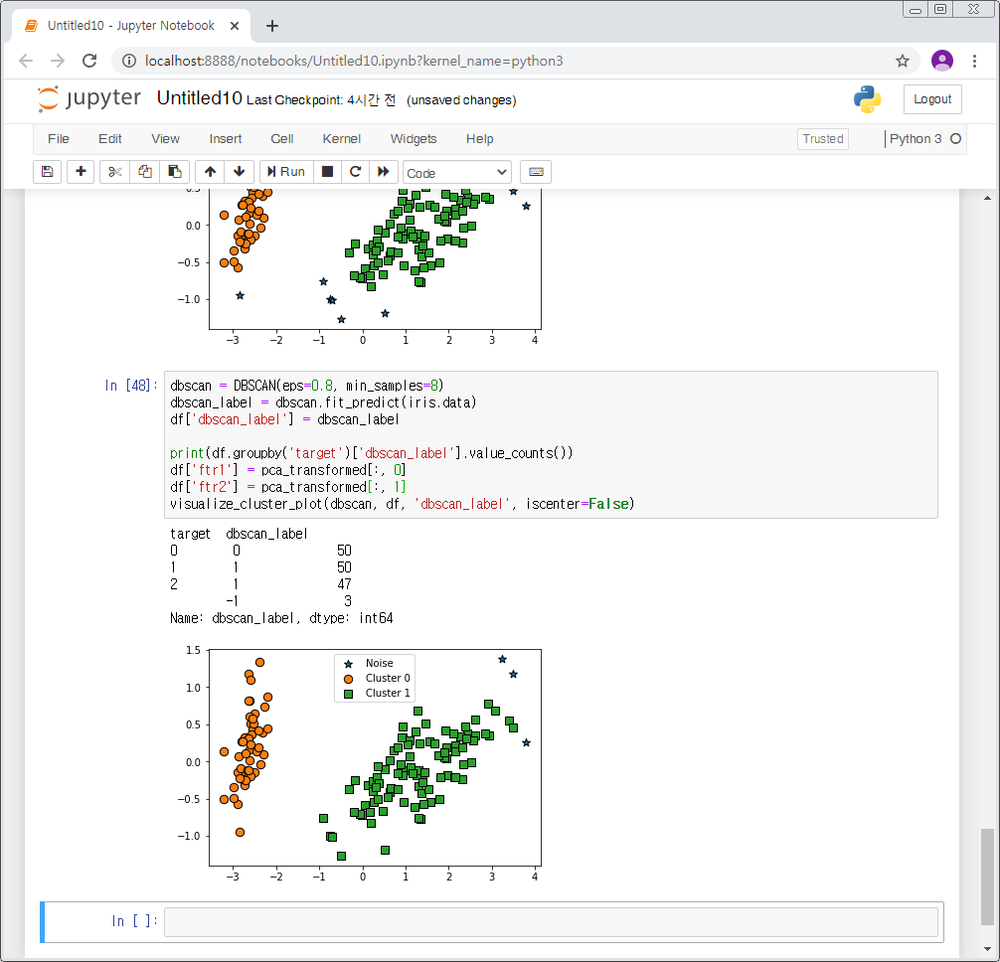 Untitled10 - Jupyter Notebook
localhost:8888/notebooks/Untitled10.ipynb?kernel_name=python3
jupyter Untitled10 Last Checkpoint: 4시간 전 (unsaved changes)
Logout
File Edit View Insert Cell Kernel Widgets Help
Trusted
Python 3
Run
Code
0.5
0.0
−0.5
−1.0
−3 −2 −1 0 1 2 3 4
In [48]:
dbscan = DBSCAN(eps=0.8, min_samples=8)
dbscan_label = dbscan.fit_predict(iris.data)
df['dbscan_label'] = dbscan_label
print(df.groupby('target')['dbscan_label'].value_counts())
df['ftr1'] = pca_transformed[:, 0]
df['ftr2'] = pca_transformed[:, 1]
visualize_cluster_plot(dbscan, df, 'dbscan_label', iscenter=False)
target dbscan_label
0 0 50
1 1 50
2 1 47
-1 3
Name: dbscan_label, dtype: int64
1.5
1.0
0.5
0.0
−0.5
−1.0
Noise
Cluster 0
Cluster 1
−3 −2 −1 0 1 2 3 4
In [ ]: